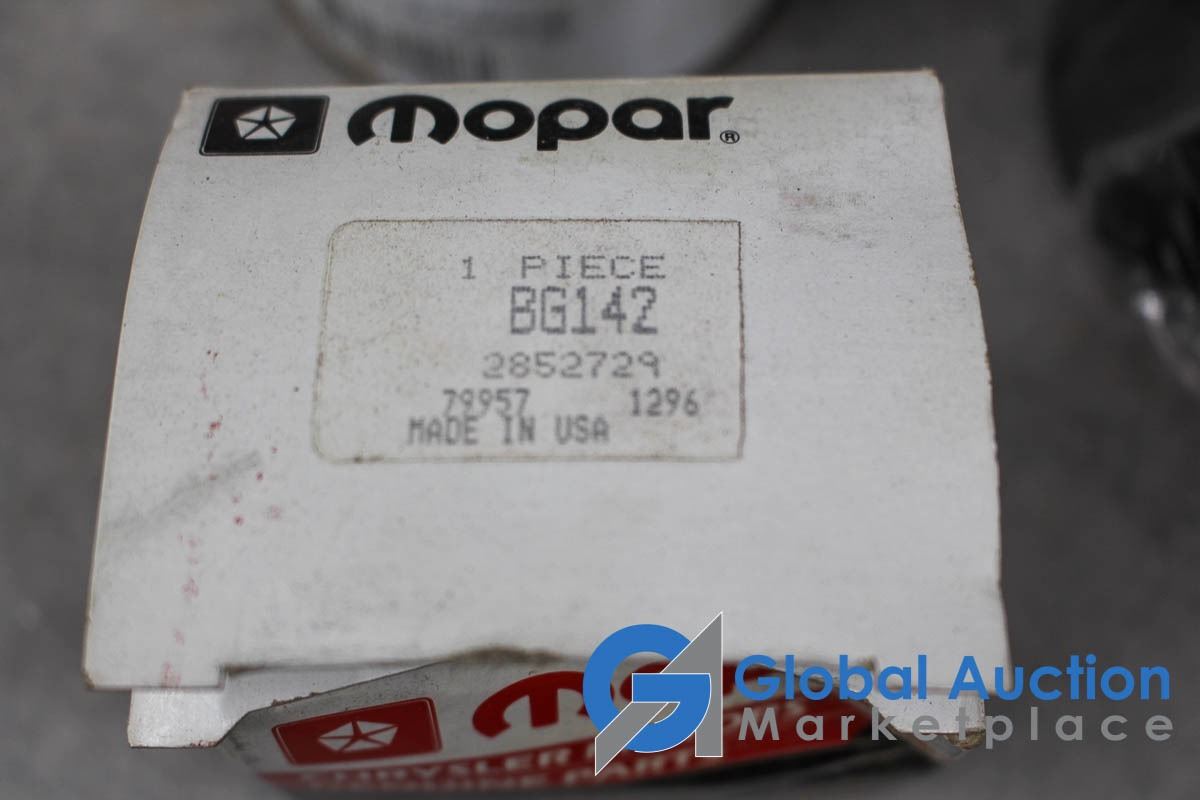 mopar®
1 PIECE
BG142
2852729
79957 1296
MADE IN USA
Global Auction
Marketplace